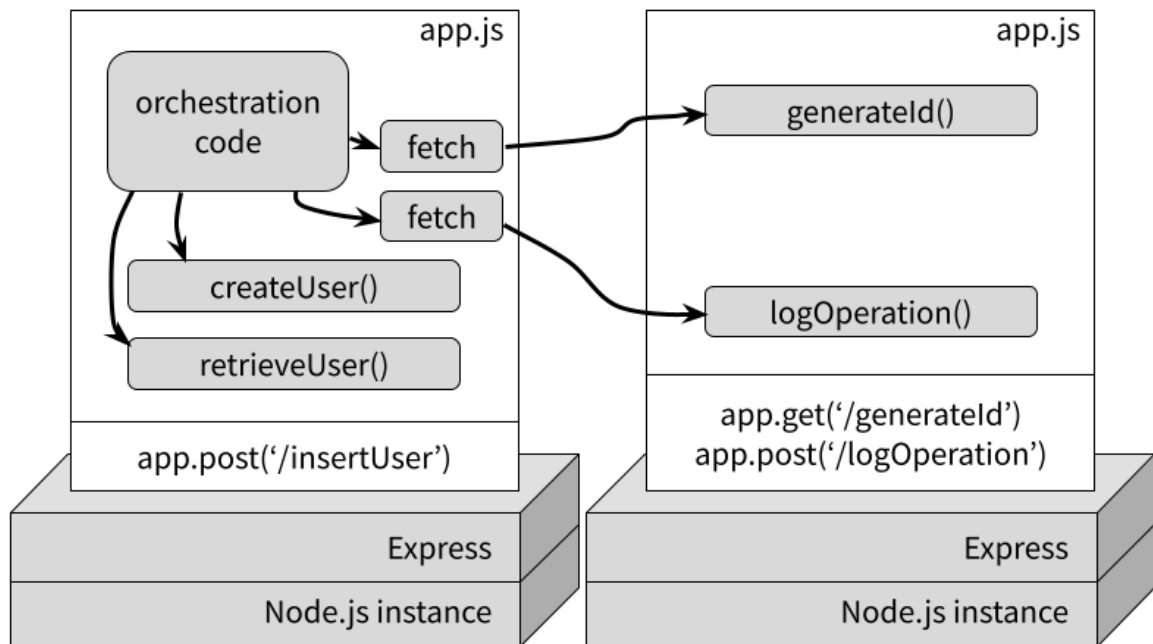 app.js
orchestration
code
fetch
fetch
createUser()
retrieveUser()
app.post(‘/insertUser’)
Express
Node.js instance
app.js
generateId()
logOperation()
app.get(‘/generateId’)
app.post(‘/logOperation’)
Express
Node.js instance